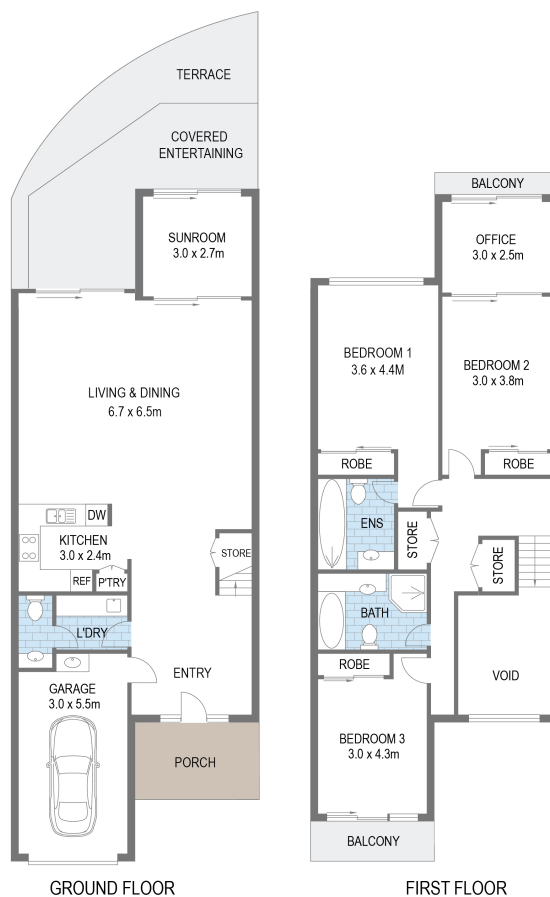 TERRACE
COVERED
ENTERTAINING
SUNROOM
3.0 x 2.7m
LIVING & DINING
6.7 x 6.5m
DW
KITCHEN
3.0 x 2.4m
REF
P'TRY
STORE
L'DRY
ENTRY
GARAGE
3.0 x 5.5m
PORCH
GROUND FLOOR
BALCONY
OFFICE
3.0 x 2.5m
BEDROOM 1
3.6 x 4.4M
BEDROOM 2
3.0 x 3.8m
ROBE
ROBE
ENS
STORE
STORE
BATH
ROBE
VOID
BEDROOM 3
3.0 x 4.3m
BALCONY
FIRST FLOOR